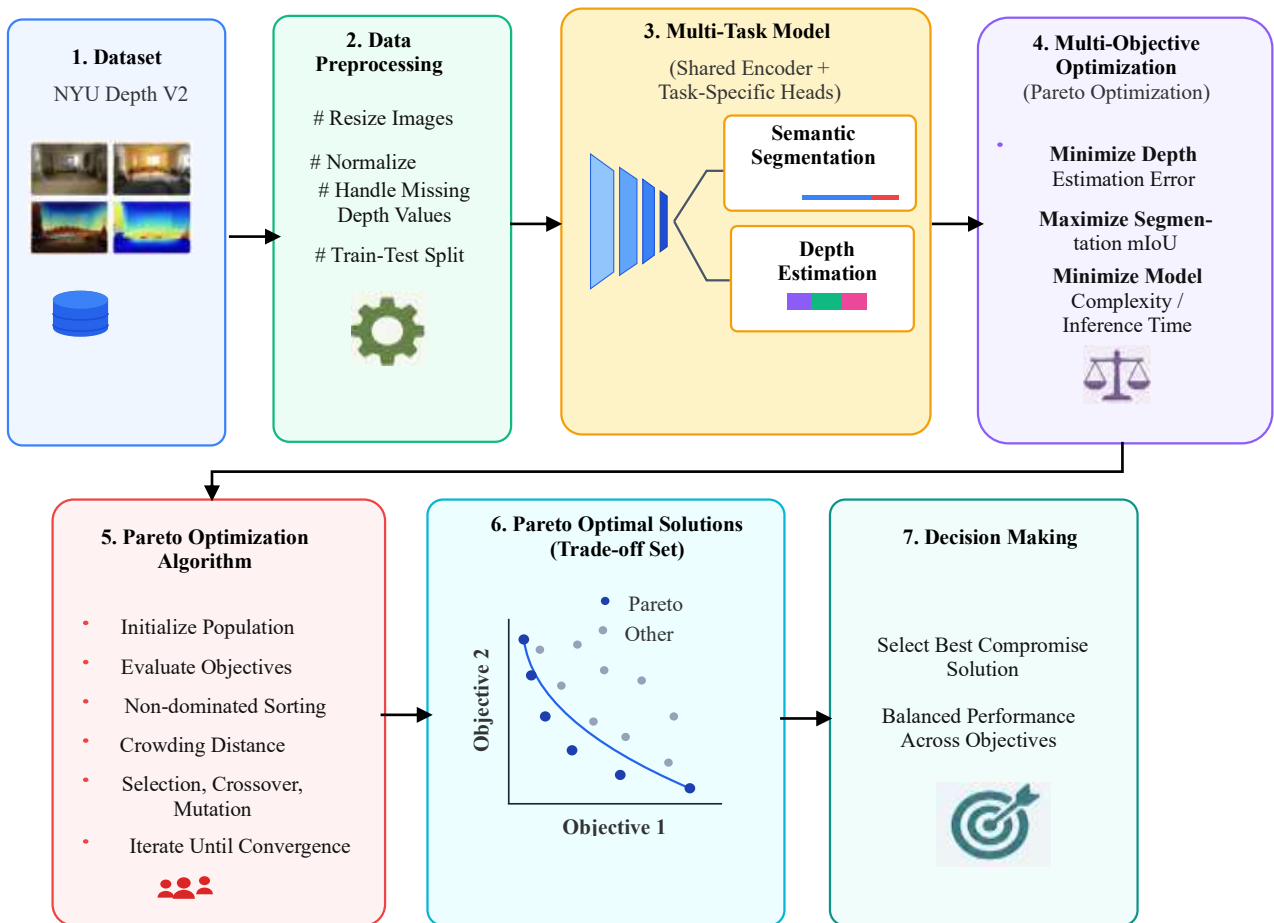 1. Dataset
NYU Depth V2
2. Data
Preprocessing
# Resize Images
# Normalize
# Handle Missing
Depth Values
# Train-Test Split
3. Multi-Task Model
(Shared Encoder +
Task-Specific Heads)
Semantic
Segmentation
Depth
Estimation
4. Multi-Objective
Optimization
(Pareto Optimization)
Minimize Depth
Estimation Error
Maximize Segmen-
tation mIoU
Minimize Model
Complexity /
Inference Time
5. Pareto Optimization
Algorithm
Initialize Population
Evaluate Objectives
Non-dominated Sorting
Crowding Distance
Selection, Crossover,
Mutation
Iterate Until Convergence
6. Pareto Optimal Solutions
(Trade-off Set)
Pareto
Other
Objective 2
Objective 1
7. Decision Making
Select Best Compromise
Solution
Balanced Performance
Across Objectives